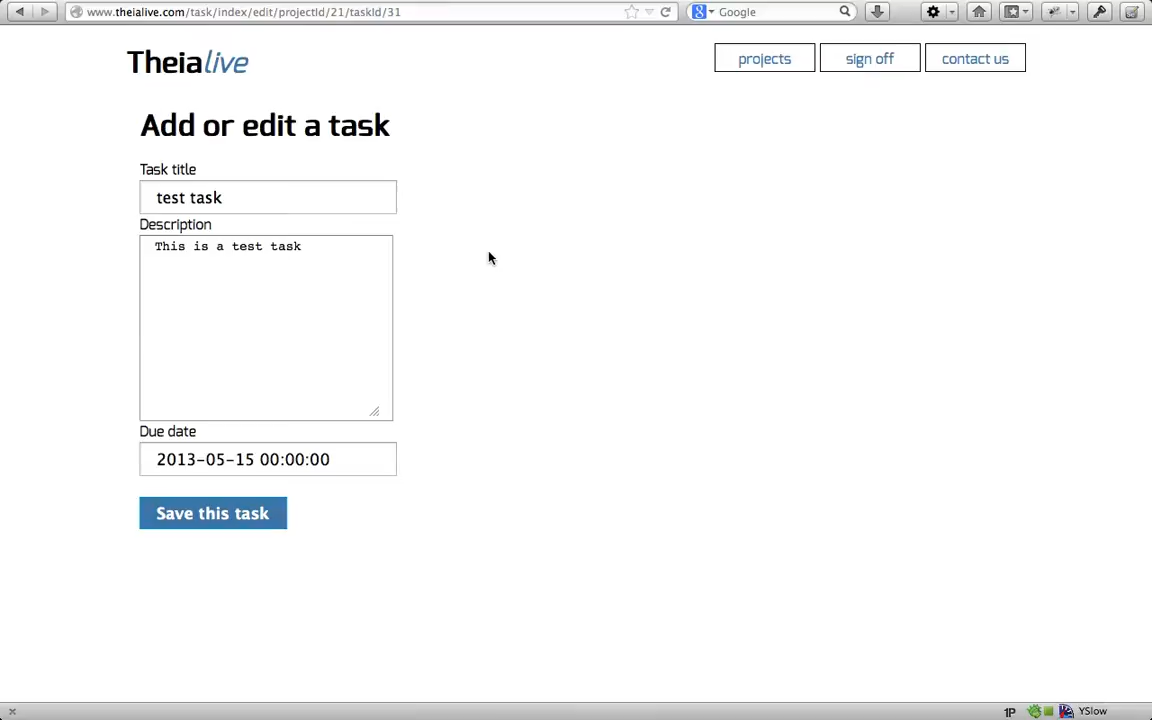 www.theialive.com/task/index/edit/projectId/21/taskId/31
Google
Theialive
projects
sign off
contact us
Add or edit a task
Task title
test task
Description
This is a test task
Due date
2013-05-15 00:00:00
Save this task
1P
YSlow